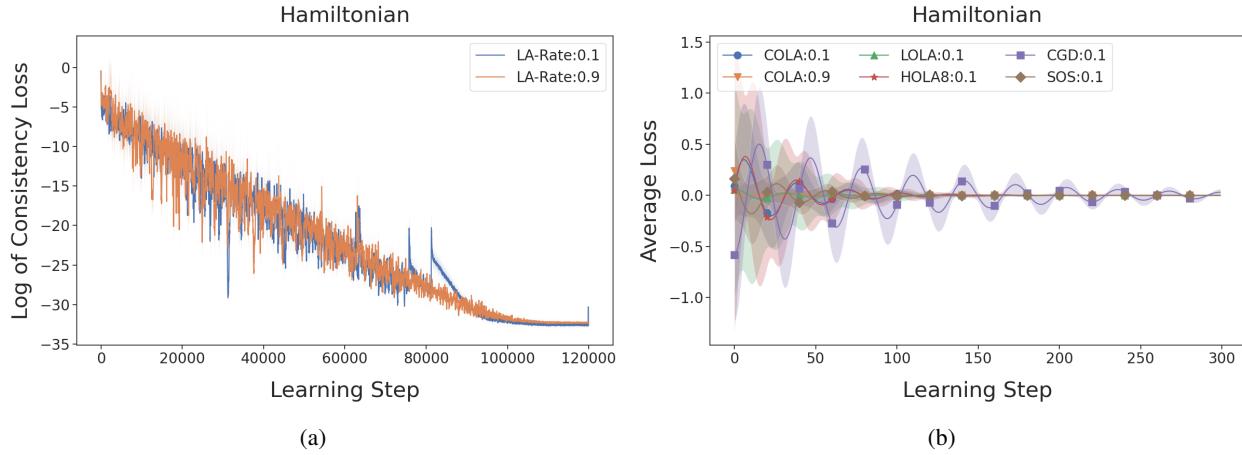 Hamiltonian
Log of Consistency Loss
0
−5
−10
−15
−20
−25
−30
−35
LA-Rate:0.1
LA-Rate:0.9
0 20000 40000 60000 80000 100000 120000
Learning Step
(a)
Hamiltonian
Average Loss
1.5
1.0
0.5
0.0
−0.5
−1.0
COLA:0.1 LOLA:0.1 CGD:0.1
COLA:0.9 HOLA8:0.1 SOS:0.1
0 50 100 150 200 250 300
Learning Step
(b)